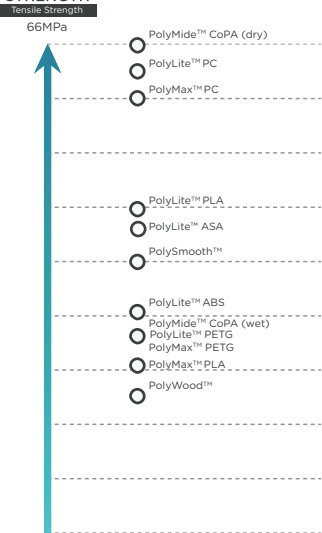 Tensile Strength
66MPa
PolyMide™ CoPA (dry)
PolyLite™ PC
PolyMax™ PC
PolyLite™ PLA
PolyLite™ ASA
PolySmooth™
PolyLite™ ABS
PolyMide™ CoPA (wet)
PolyLite™ PETG
PolyMax™ PETG
PolyMax™ PLA
PolyWood™